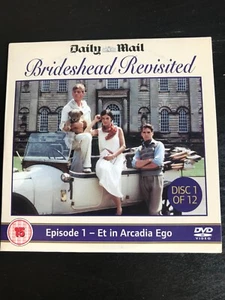 Daily Mail
Brideshead Revisited
DISC 1
OF 12
15
Episode 1 – Et in Arcadia Ego
DVD
VIDEO